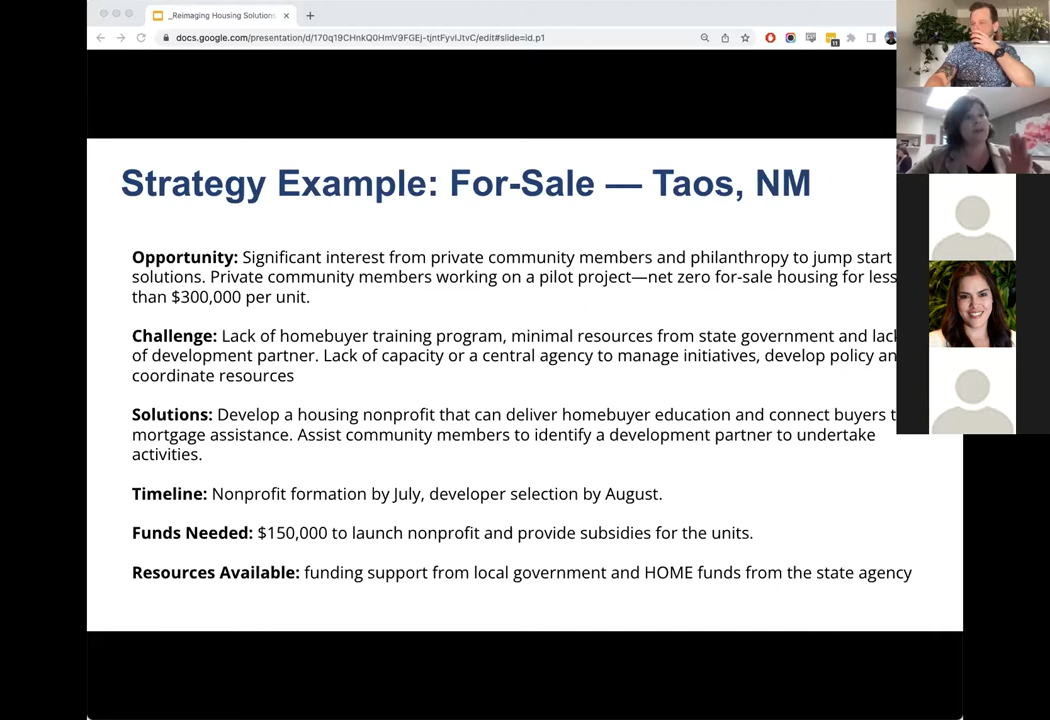 _Reimaging Housing Solutions
docs.google.com/presentation/d/170q19CHnkQ0HmV9FGEj-tjntFyvIJtvC/edit#slide=id.p1
11
Strategy Example: For-Sale — Taos, NM
Opportunity: Significant interest from private community members and philanthropy to jump start
solutions. Private community members working on a pilot project—net zero for-sale housing for less
than $300,000 per unit.
Challenge: Lack of homebuyer training program, minimal resources from state government and lack
of development partner. Lack of capacity or a central agency to manage initiatives, develop policy an
coordinate resources
Solutions: Develop a housing nonprofit that can deliver homebuyer education and connect buyers t
mortgage assistance. Assist community members to identify a development partner to undertake
activities.
Timeline: Nonprofit formation by July, developer selection by August.
Funds Needed: $150,000 to launch nonprofit and provide subsidies for the units.
Resources Available: funding support from local government and HOME funds from the state agency